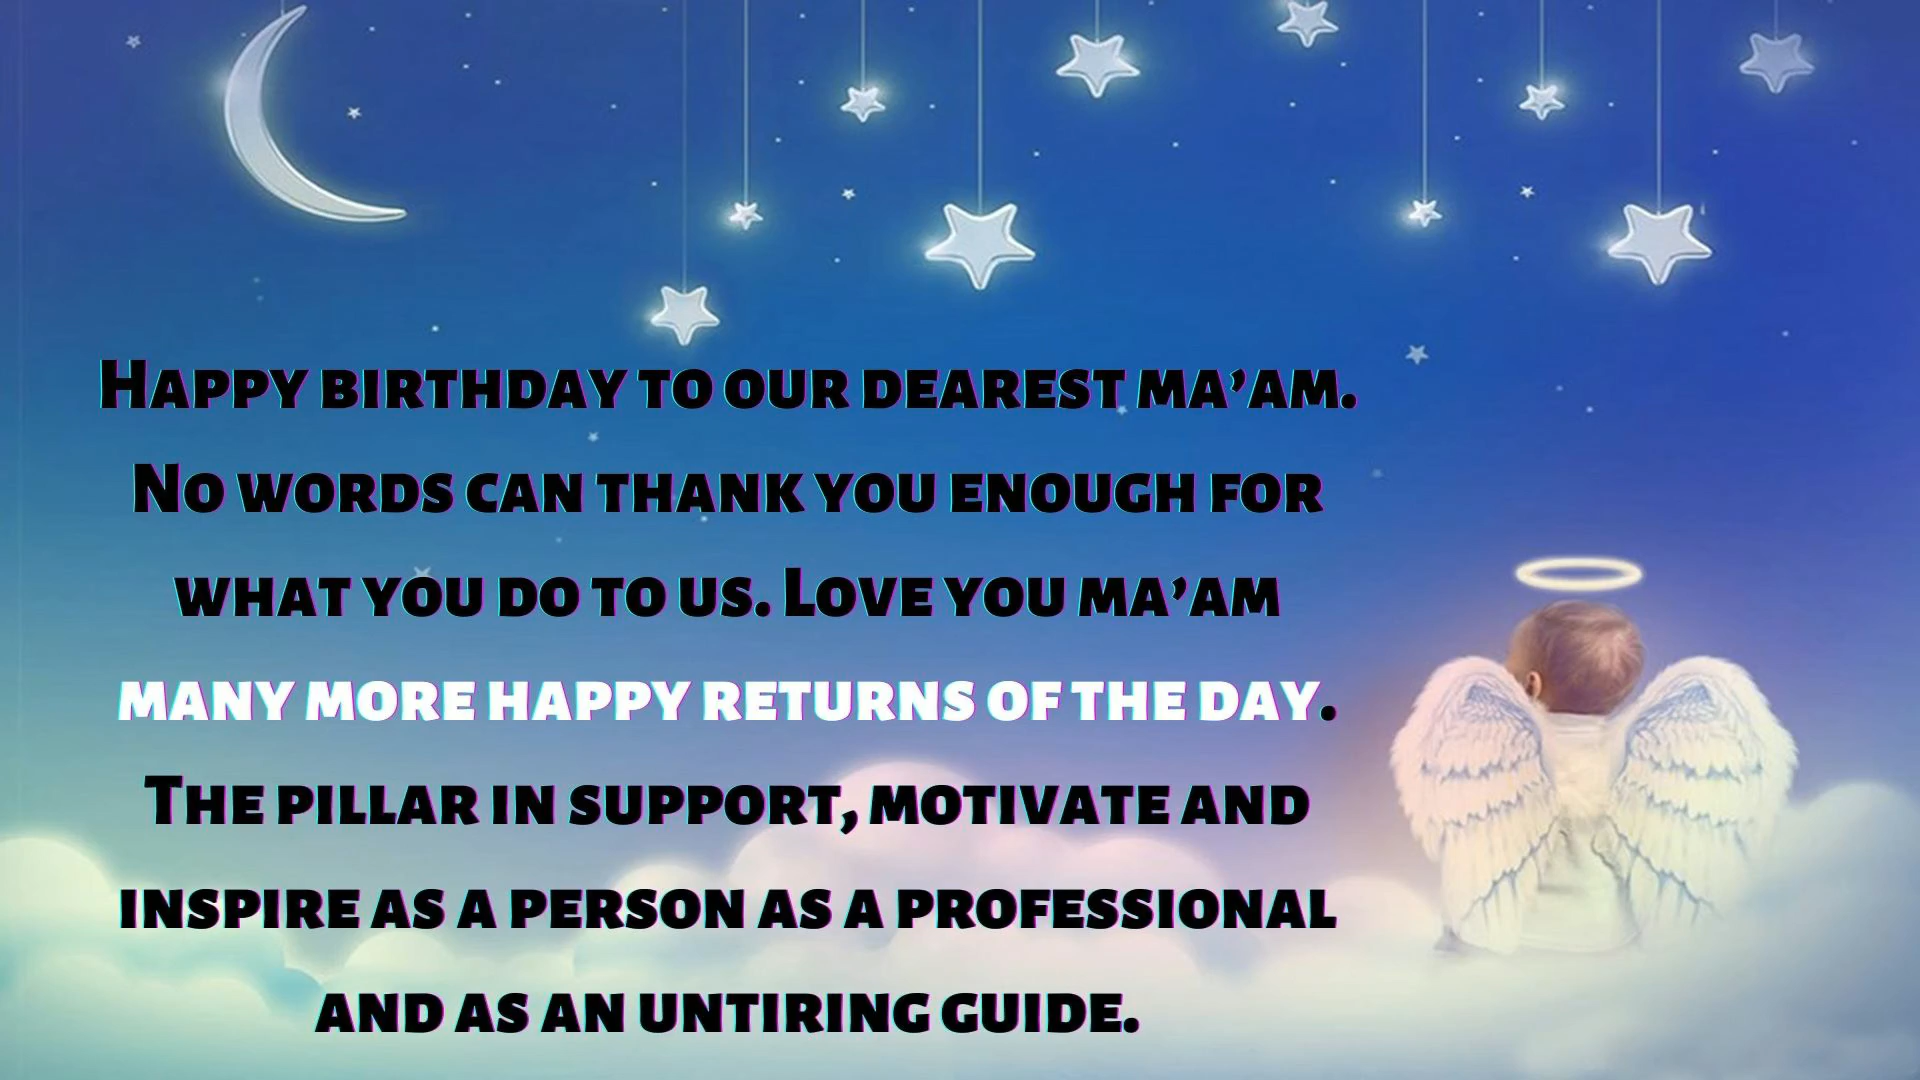 Happy birthday to our dearest ma’am.
No words can thank you enough for
what you do to us. Love you ma’am
many more happy returns of the day.
The pillar in support, motivate and
inspire as a person as a professional
and as an untiring guide.